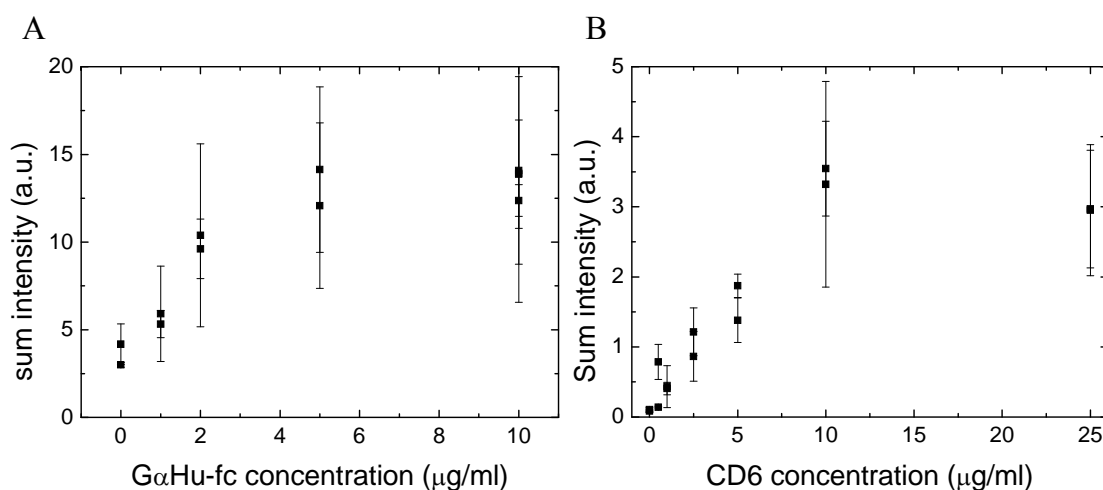 A
B
20
15
10
5
0
sum intensity (a.u.)
0 2 4 6 8 10
GαHu-fc concentration (μg/ml)
5
4
3
2
1
0
Sum intensity (a.u.)
0 5 10 15 20 25
CD6 concentration (μg/ml)